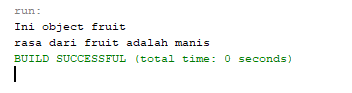 run:
Ini object fruit
rasa dari fruit adalah manis
BUILD SUCCESSFUL (total time: 0 seconds)